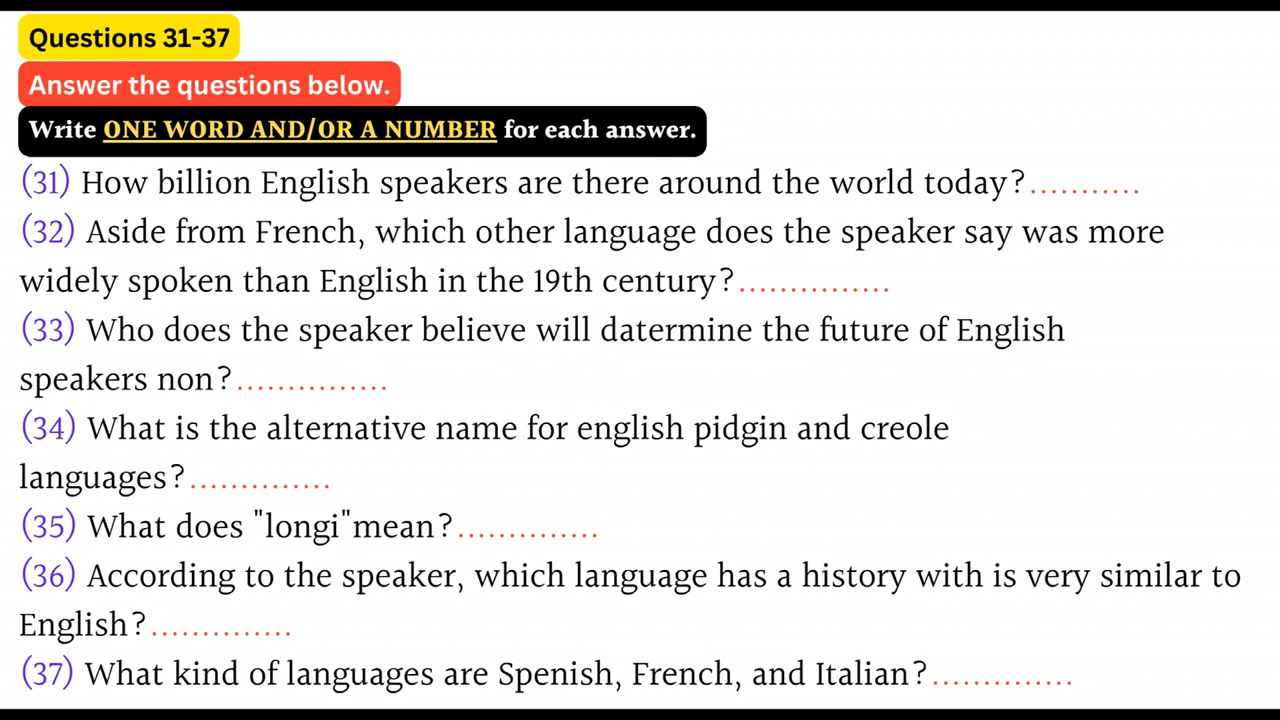 Questions 31-37
Answer the questions below.
Write ONE WORD AND/OR A NUMBER for each answer.
(31) How billion English speakers are there around the world today?...........
(32) Aside from French, which other language does the speaker say was more
widely spoken than English in the 19th century?...............
(33) Who does the speaker believe will datermine the future of English
speakers non?...............
(34) What is the alternative name for english pidgin and creole
languages?..............
(35) What does "longi"mean?..............
(36) According to the speaker, which language has a history with is very similar to
English?..............
(37) What kind of languages are Spenish, French, and Italian?..............